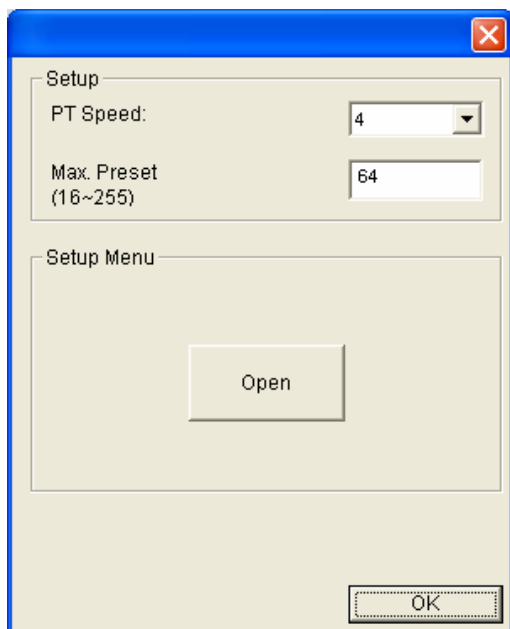 Setup
PT Speed:
4
Max. Preset
(16~255)
64
Setup Menu
Open
OK